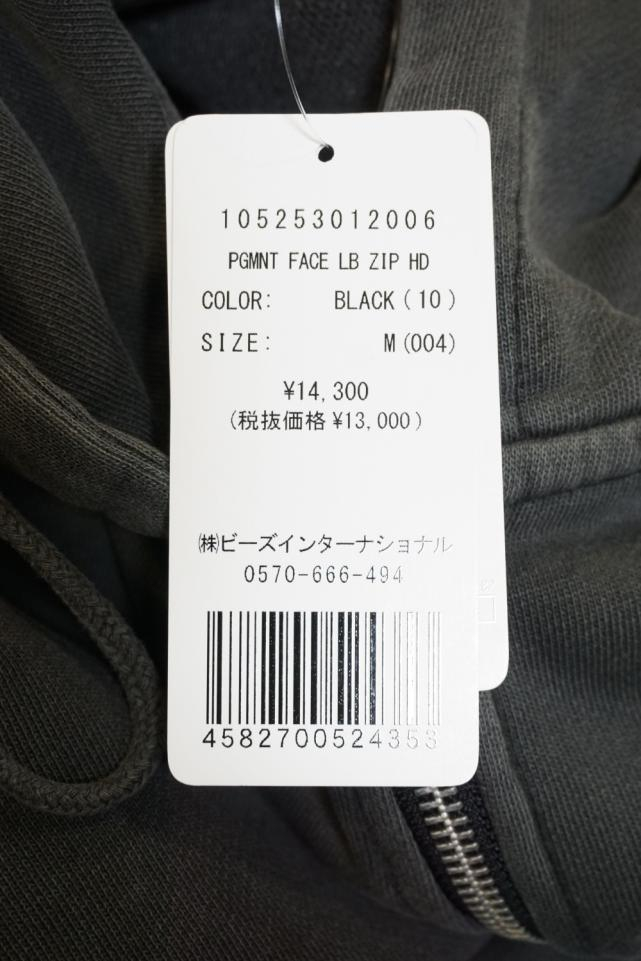 105253012006
PGMNT FACE LB ZIP HD
COLOR: BLACK(10)
SIZE: M(004)
¥14,300
(税抜価格 ¥13,000)
㈱ビーズインターナショナル
0570-666-494
4582700524353